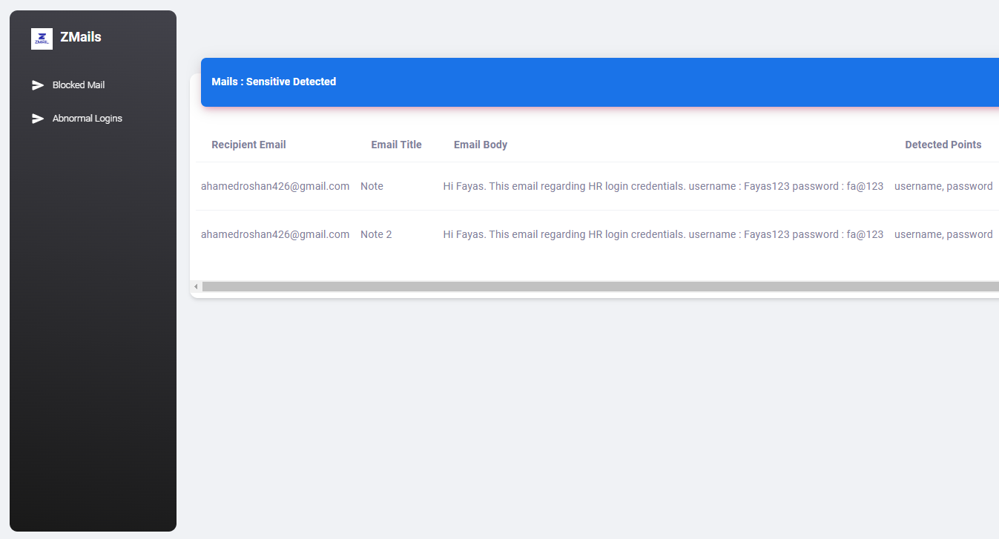 ZMAIL
ZMails
Blocked Mail
Abnormal Logins
Mails : Sensitive Detected
Recipient Email Email Title Email Body Detected Points
ahamedroshan426@gmail.com Note Hi Fayas. This email regarding HR login credentials. username : Fayas123 password : fa@123 username, password
ahamedroshan426@gmail.com Note 2 Hi Fayas. This email regarding HR login credentials. username : Fayas123 password : fa@123 username, password